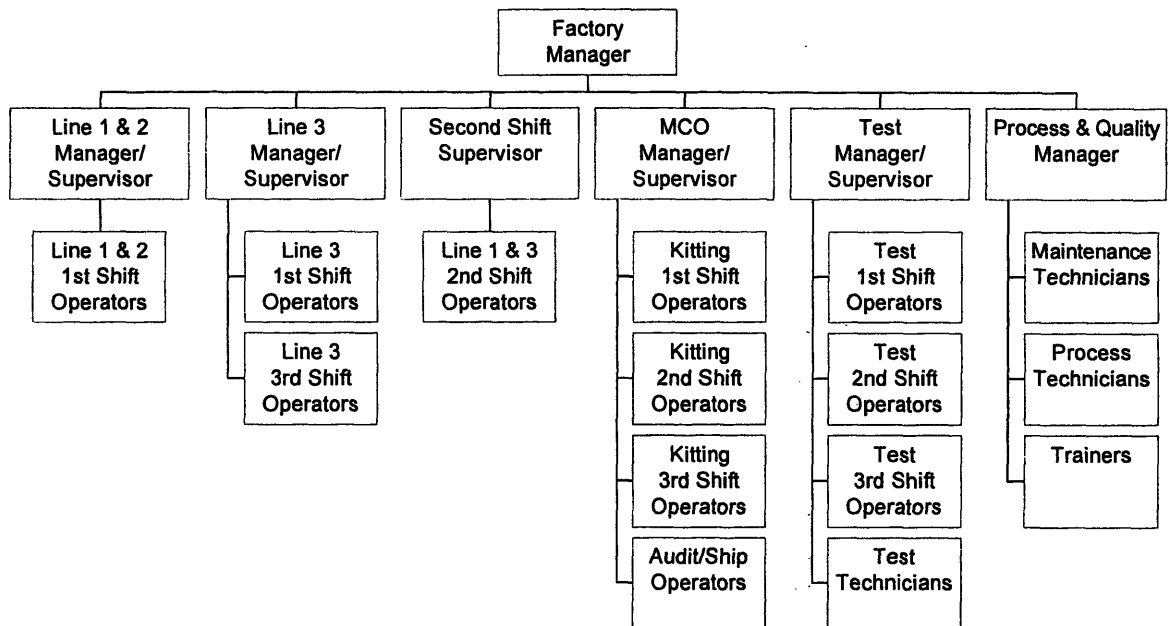 Factory
Manager
Line 1 & 2
Manager/
Supervisor
Line 3
Manager/
Supervisor
Second Shift
Supervisor
MCO
Manager/
Supervisor
Test
Manager/
Supervisor
Process & Quality
Manager
Line 1 & 2
1st Shift
Operators
Line 3
1st Shift
Operators
Line 3
3rd Shift
Operators
Line 1 & 3
2nd Shift
Operators
Kitting
1st Shift
Operators
Kitting
2nd Shift
Operators
Kitting
3rd Shift
Operators
Audit/Ship
Operators
Test
1st Shift
Operators
Test
2nd Shift
Operators
Test
3rd Shift
Operators
Test
Technicians
Maintenance
Technicians
Process
Technicians
Trainers